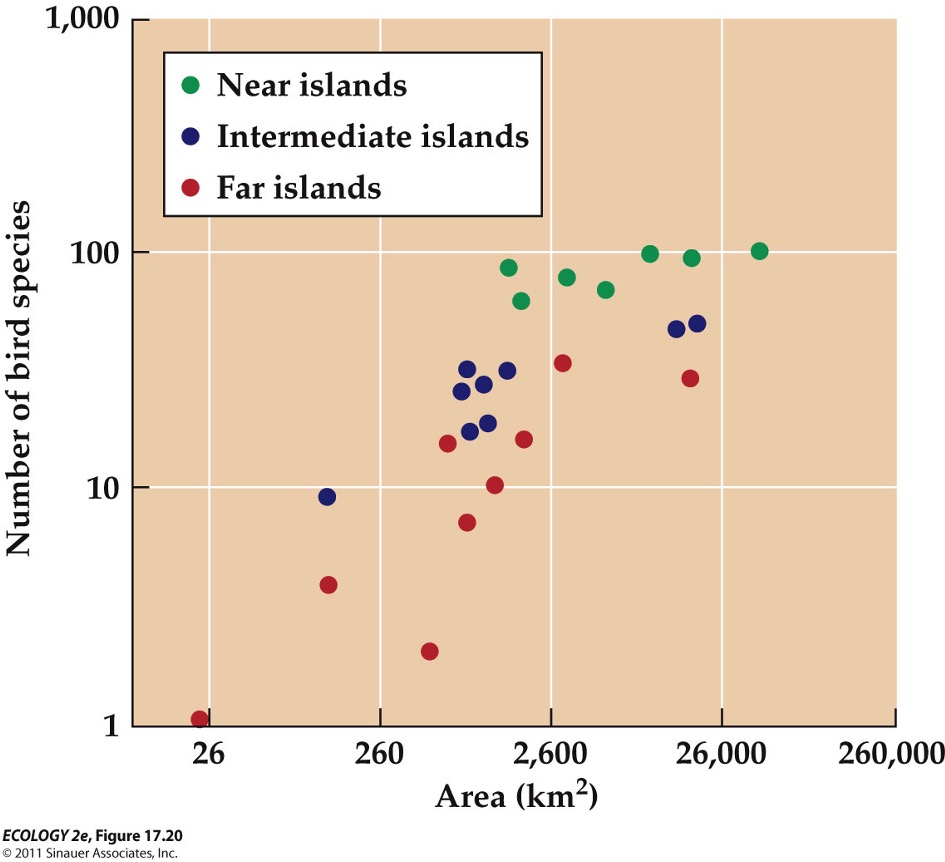 1,000
Near islands
Intermediate islands
Far islands
Number of bird species
100
10
1
26
260
2,600
26,000
260,000
Area (km²)
ECOLOGY 2e, Figure 17.20
© 2011 Sinauer Associates, Inc.